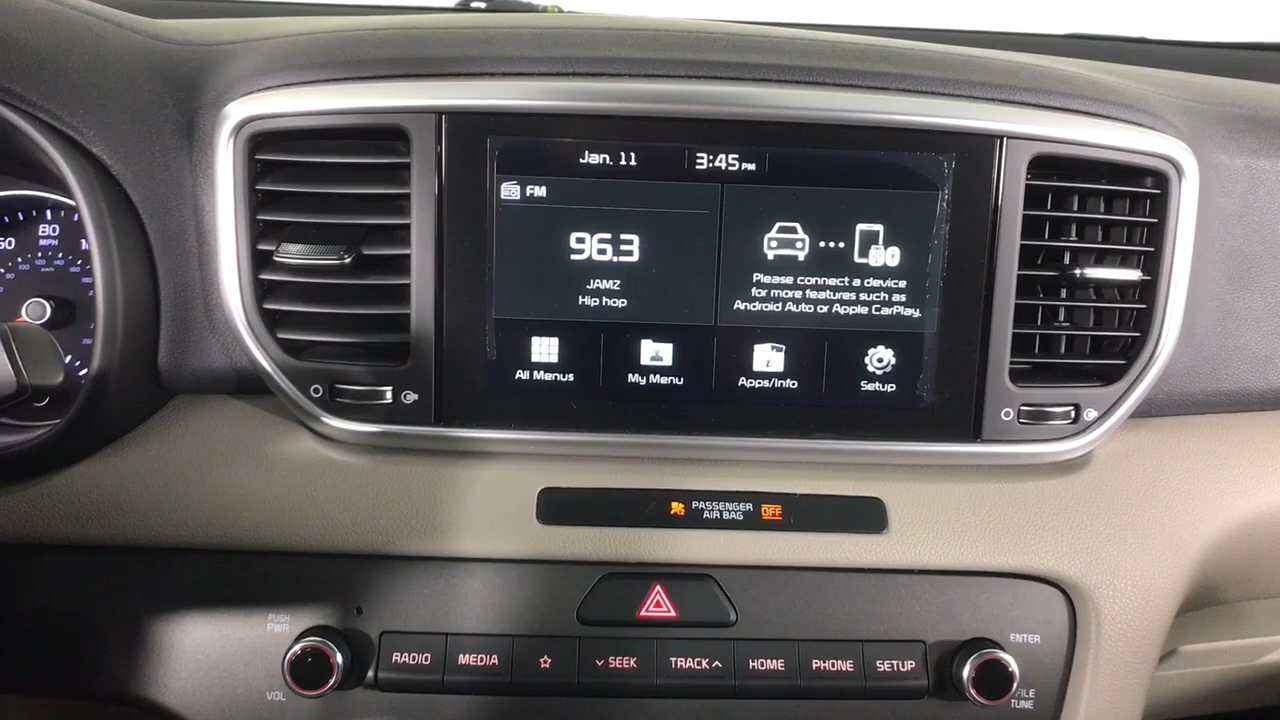 Jan. 11 3:45 PM
FM
96.3
JAMZ
Hip hop
Please connect a device
for more features such as
Android Auto or Apple CarPlay.
All Menus My Menu Apps/Info Setup
80
MPH
PASSENGER
AIR BAG OFF
PUSH
PWR
VOL
RADIO MEDIA SEEK TRACK HOME PHONE SETUP
ENTER
FILE
TUNE